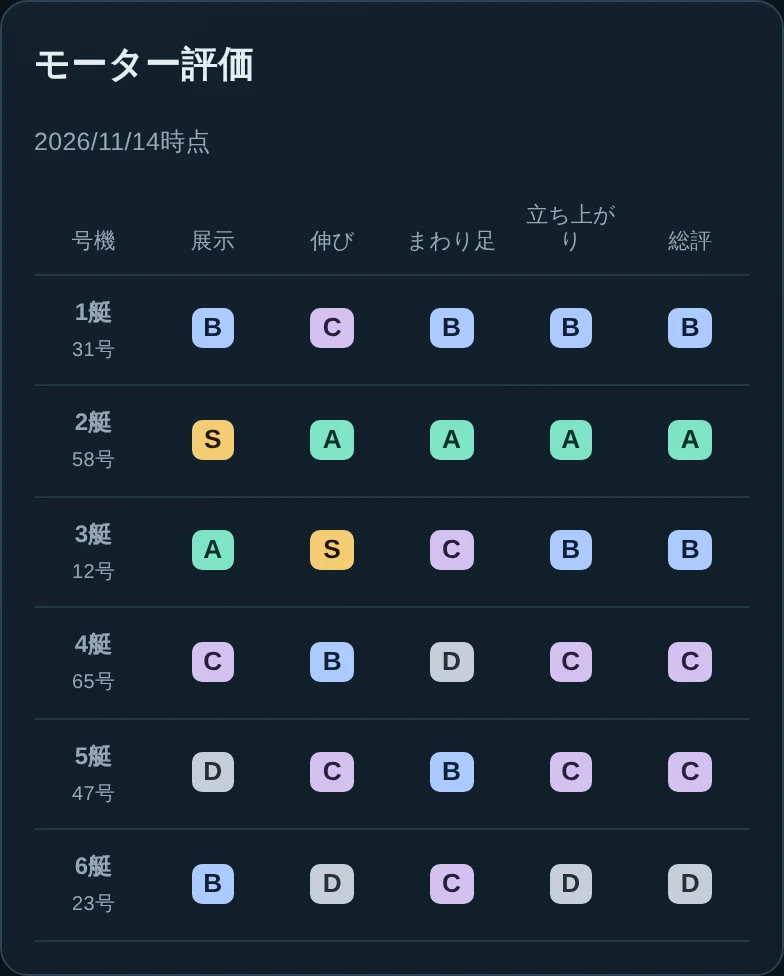 モーター評価
2026/11/14時点
号機 展示 伸び まわり足 立ち上が
り 総評
1艇
31号 B C B B B
2艇
58号 S A A A A
3艇
12号 A S C B B
4艇
65号 C B D C C
5艇
47号 D C B C C
6艇
23号 B D C D D